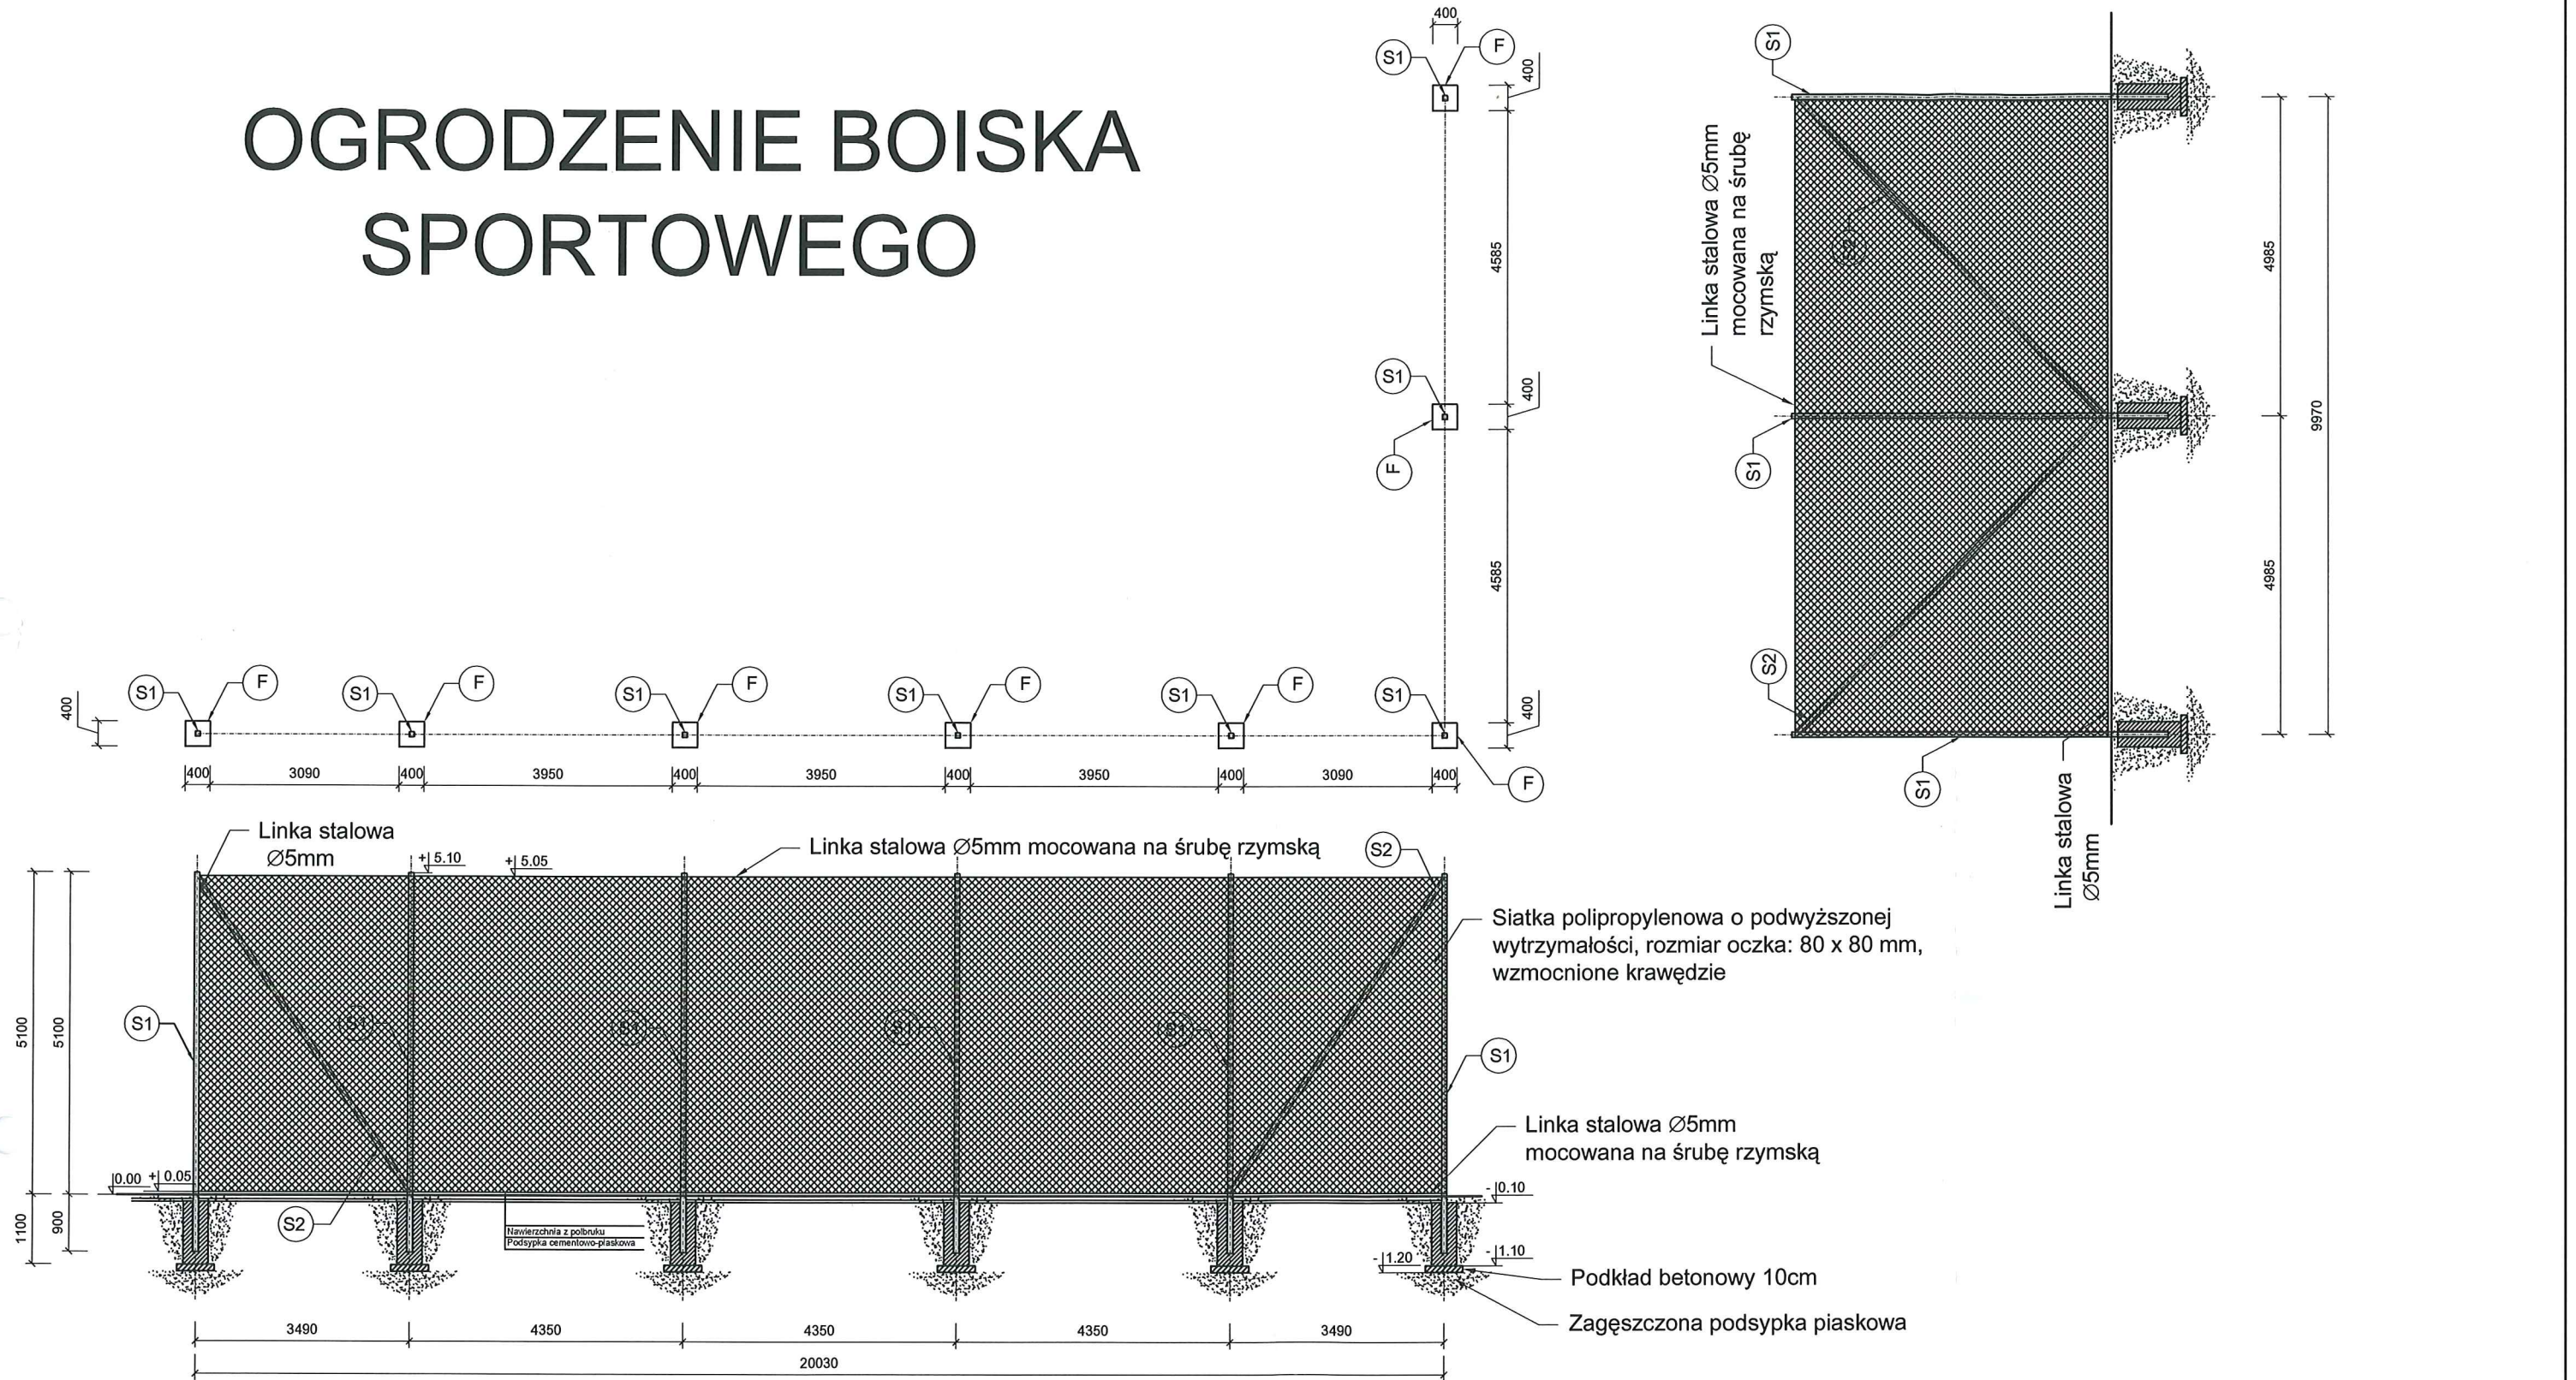 OGRODZENIE BOISKA
SPORTOWEGO
400
S1
F
400
4585
S1
400
F
4585
S1
F
S1
F
S1
F
S1
F
S1
F
S1
400
400
400
3090
400
3950
400
3950
400
3950
400
3090
400
F
S1
Linka stalowa Ø5mm
mocowana na śrubę
rzymską
S2
S1
S2
S1
Linka stalowa
Ø5mm
4985
4985
9970
Linka stalowa
Ø5mm
+ 5.10
+ 5.05
Linka stalowa Ø5mm mocowana na śrubę rzymską
S2
Siatka polipropylenowa o podwyższonej
wytrzymałości, rozmiar oczka: 80 x 80 mm,
wzmocnione krawędzie
5100
5100
S1
S1
S1
S1
S1
S1
Linka stalowa Ø5mm
mocowana na śrubę rzymską
0.00
+ 0.05
- 0.10
1100
900
S2
Nawierzchnia z polbruku
Podsypka cementowo-piaskowa
- 1.20
- 1.10
Podkład betonowy 10cm
Zagęszczona podsypka piaskowa
3490
4350
4350
4350
3490
20030